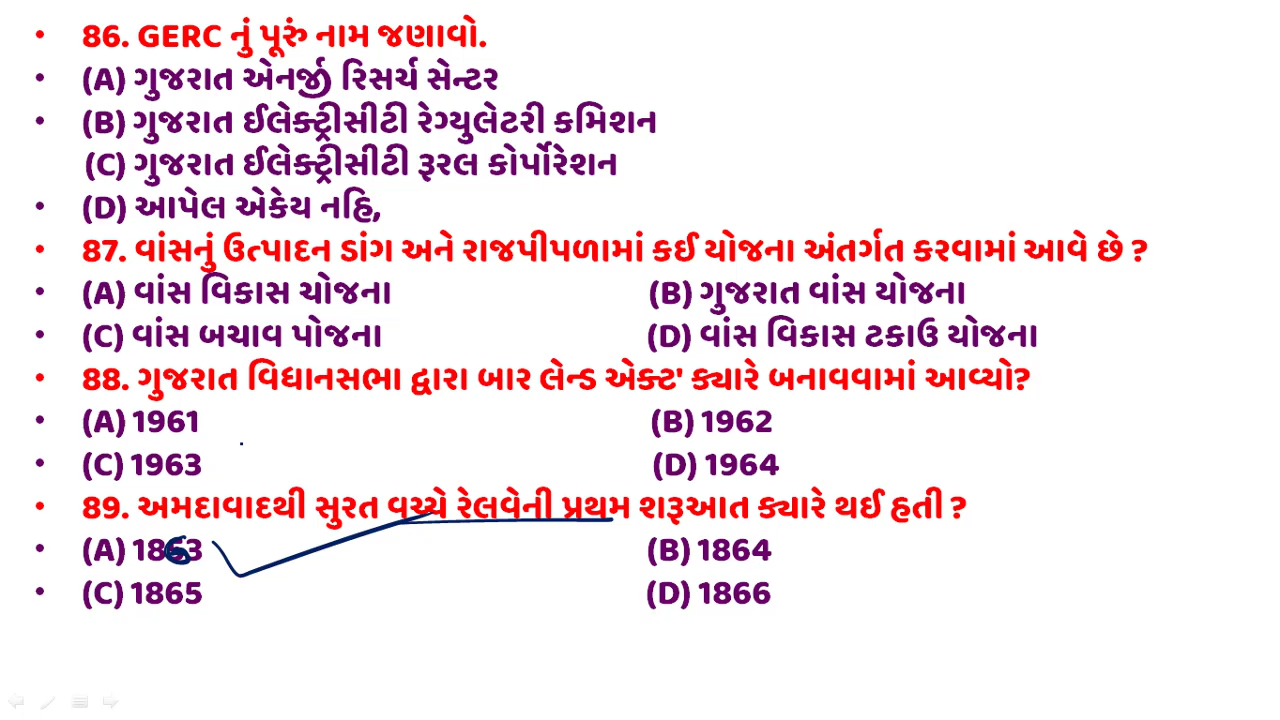 • 86. GERC નું પૂરું નામ જણાવો.
• (A) ગુજરાત એનર્જી રિસર્ચ સેન્ટર
• (B) ગુજરાત ઈલેક્ટ્રીસીટી રેગ્યુલેટરી કમિશન
(C) ગુજરાત ઈલેક્ટ્રીસીટી રૂરલ કોર્પોરેશન
• (D) આપેલ એકેય નહિ,
• 87. વાંસનું ઉત્પાદન ડાંગ અને રાજપીપળામાં કઈ યોજના અંતર્ગત કરવામાં આવે છે ?
• (A) વાંસ વિકાસ ચોજના (B) ગુજરાત વાંસ યોજના
• (C) વાંસ બચાવ પોજના (D) વાંસ વિકાસ ટકાઉ યોજના
• 88. ગુજરાત વિધાનસભા દ્વારા બાર લેન્ડ એક્ટ' ક્યારે બનાવવામાં આવ્યો?
• (A) 1961 (B) 1962
• (C) 1963 (D) 1964
• 89. અમદાવાદથી સુરત વચ્ચે રેલવેની પ્રથમ શરૂઆત ક્યારે થઈ હતી ?
• (A) 1863 (B) 1864
• (C) 1865 (D) 1866